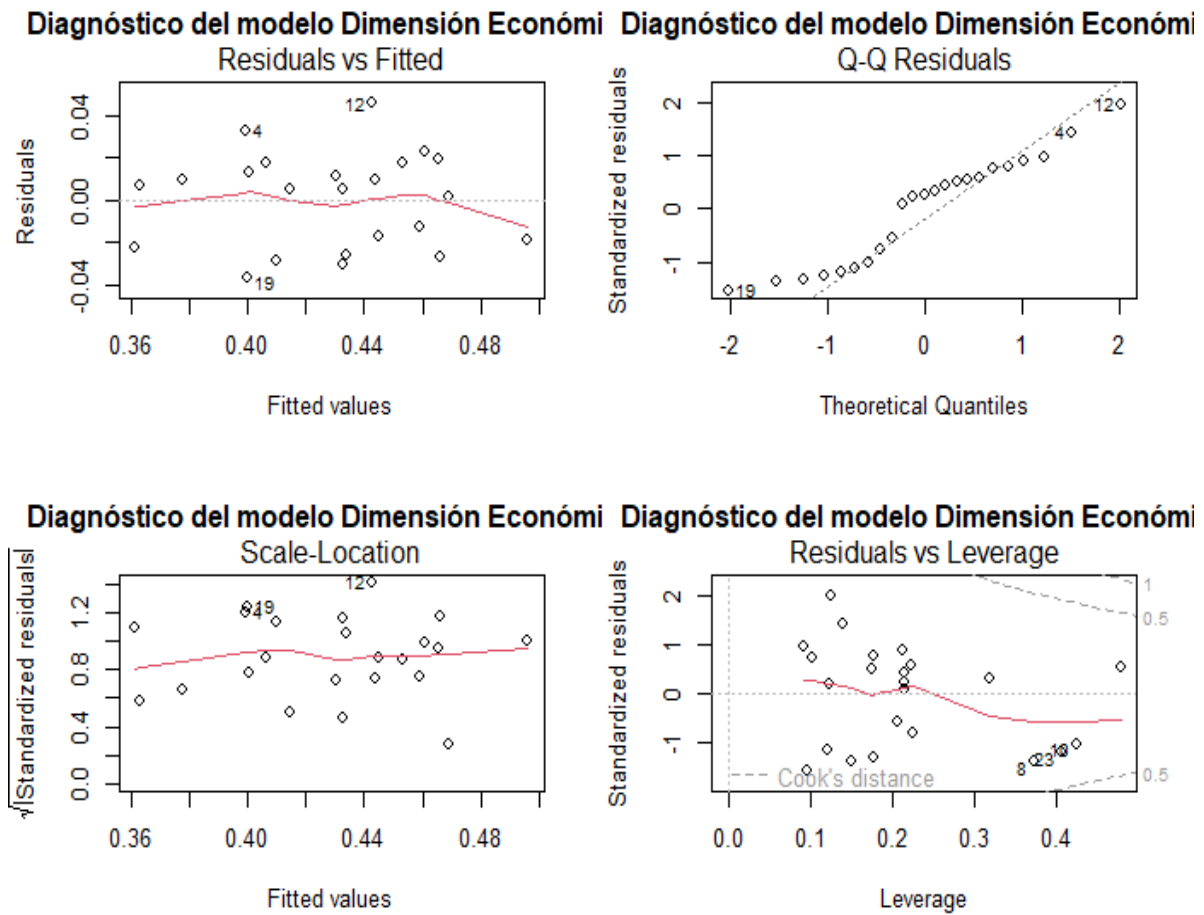 Diagnóstico del modelo Dimensión Económi
Residuals vs Fitted
Residuals
0.04
0.00
-0.04
12
4
19
0.36 0.40 0.44 0.48
Fitted values
Diagnóstico del modelo Dimensión Económi
Q-Q Residuals
Standardized residuals
2
1
0
-1
12
4
19
-2 -1 0 1 2
Theoretical Quantiles
Diagnóstico del modelo Dimensión Económi
Scale-Location
√|Standardized residuals|
1.2
0.8
0.4
0.0
12
19
4
0.36 0.40 0.44 0.48
Fitted values
Diagnóstico del modelo Dimensión Económi
Residuals vs Leverage
Standardized residuals
2
1
0
-1
1
0.5
0.5
8
23
Cook's distance
0.0 0.1 0.2 0.3 0.4
Leverage